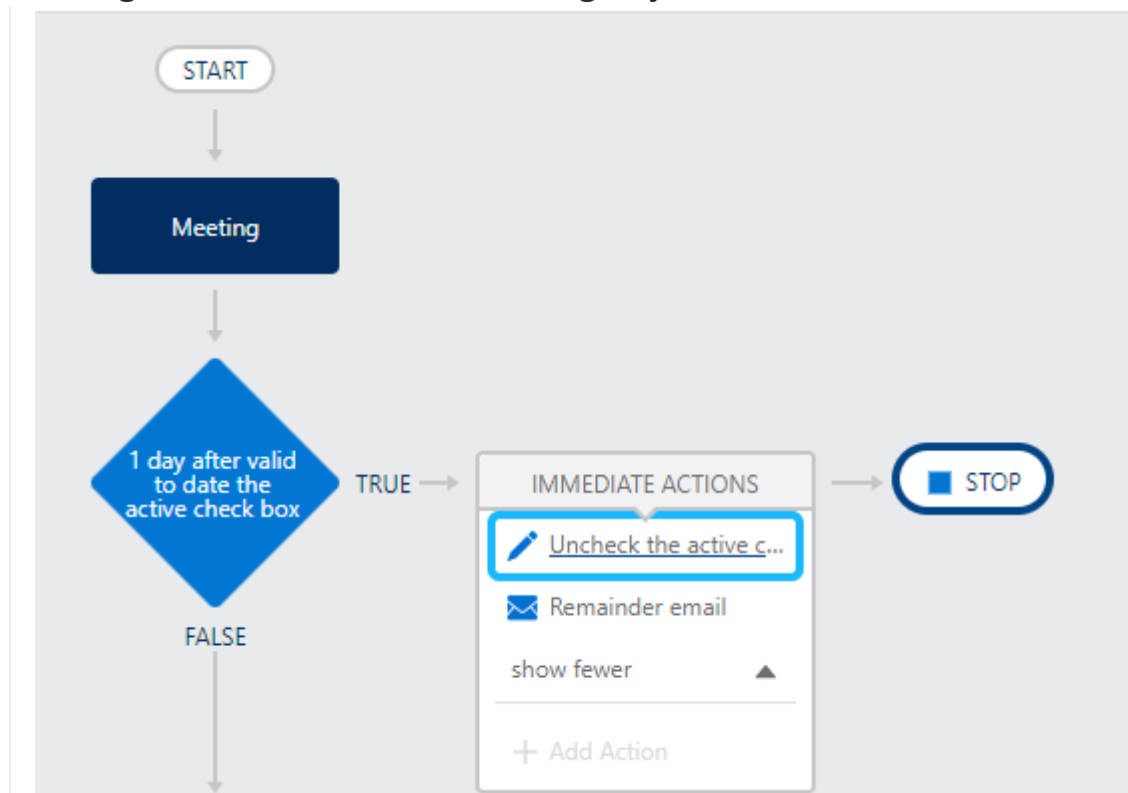 START
Meeting
1 day after valid
to date the
active check box
TRUE
IMMEDIATE ACTIONS
STOP
Uncheck the active c...
Remainder email
show fewer
+ Add Action
FALSE